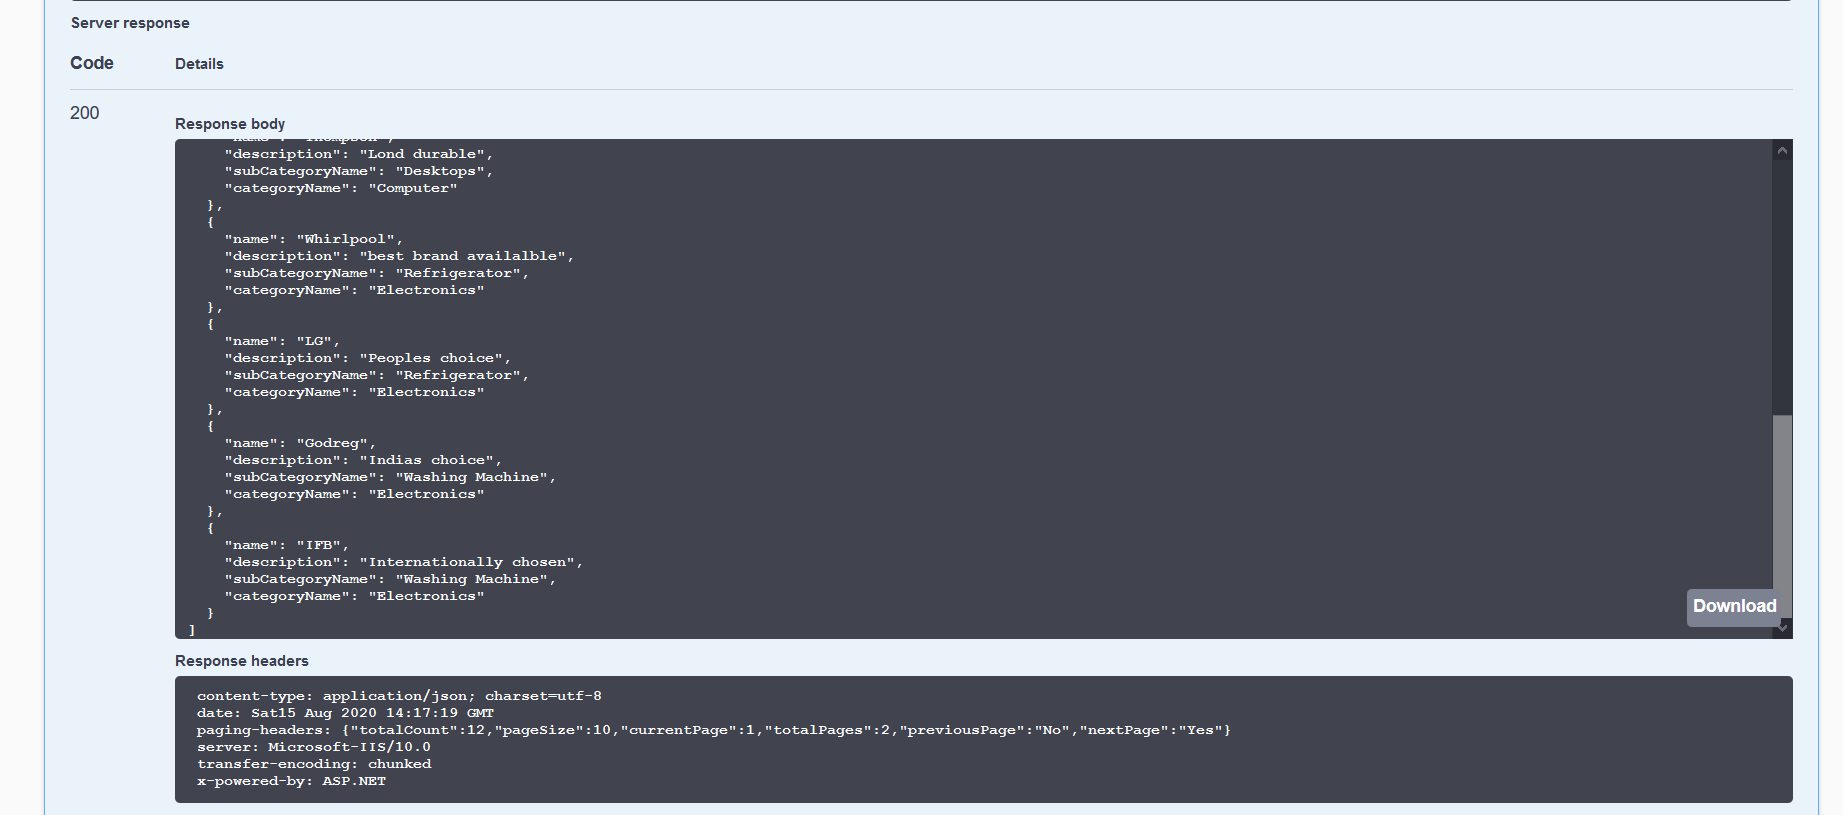 Server response
Code Details
200
Response body
"name": "Thompson",
"description": "Lond durable",
"subCategoryName": "Desktops",
"categoryName": "Computer"
},
{
"name": "Whirlpool",
"description": "best brand availalble",
"subCategoryName": "Refrigerator",
"categoryName": "Electronics"
},
{
"name": "LG",
"description": "Peoples choice",
"subCategoryName": "Refrigerator",
"categoryName": "Electronics"
},
{
"name": "Godreg",
"description": "Indias choice",
"subCategoryName": "Washing Machine",
"categoryName": "Electronics"
},
{
"name": "IFB",
"description": "Internationally chosen",
"subCategoryName": "Washing Machine",
"categoryName": "Electronics"
}
]
Download
Response headers
content-type: application/json; charset=utf-8
date: Sat15 Aug 2020 14:17:19 GMT
paging-headers: {"totalCount":12,"pageSize":10,"currentPage":1,"totalPages":2,"previousPage":"No","nextPage":"Yes"}
server: Microsoft-IIS/10.0
transfer-encoding: chunked
x-powered-by: ASP.NET